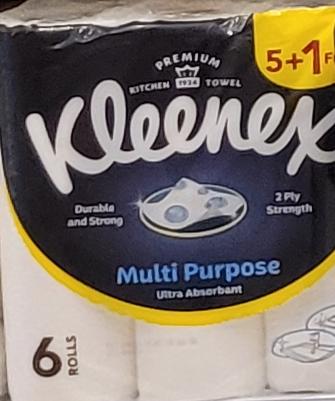 5+1
PREMIUM
KITCHEN 1924 TOWEL
Kleenex
Durable and Strong
2 Ply Strength
Multi Purpose
Ultra Absorbant
6 ROLLS